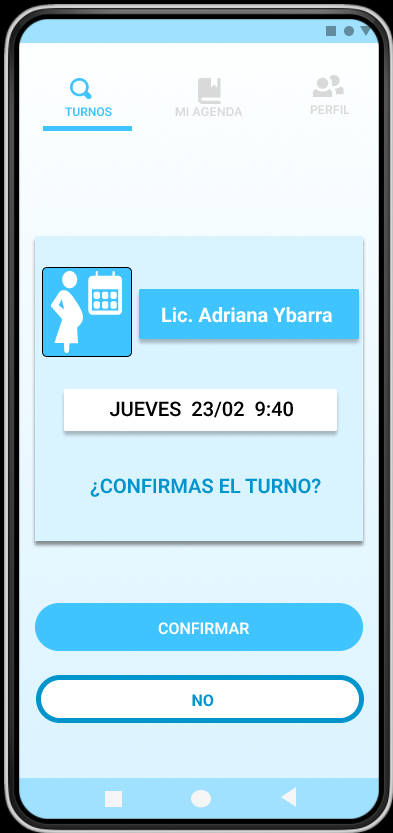 TURNOS
MI AGENDA
PERFIL
Lic. Adriana Ybarra
JUEVES 23/02 9:40
¿CONFIRMAS EL TURNO?
CONFIRMAR
NO